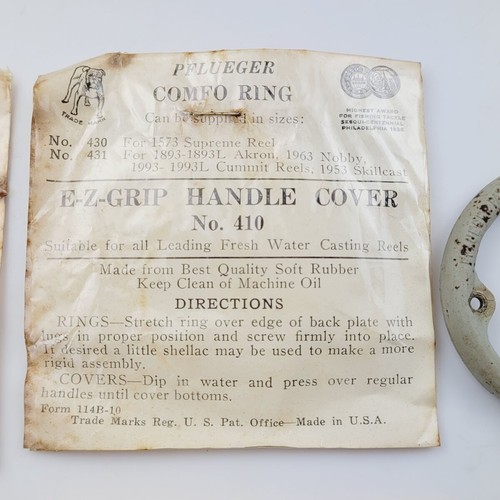 PFLUEGER
COMFO RING
Can be supplied in sizes:
TRADE
HIGHEST AWARD
FOR FISHING TACKLE
SESQUICENTENNIAL
PHILADELPHIA 1926
No. 430 For 1573 Supreme Reel
No. 431 For 1893-1893L Akron, 1963 Nobby,
1993- 1993L Cummit Reels, 1953 Skillcast
E-Z-GRIP HANDLE COVER
No. 410
Suitable for all Leading Fresh Water Casting Reels
Made from Best Quality Soft Rubber
Keep Clean of Machine Oil
DIRECTIONS
RINGS—Stretch ring over edge of back plate with
lugs in proper position and screw firmly into place.
If desired a little shellac may be used to make a more
rigid assembly.
COVERS—Dip in water and press over regular
handles until cover bottoms.
Form 114B-10
Trade Marks Reg. U. S. Pat. Office—Made in U.S.A.